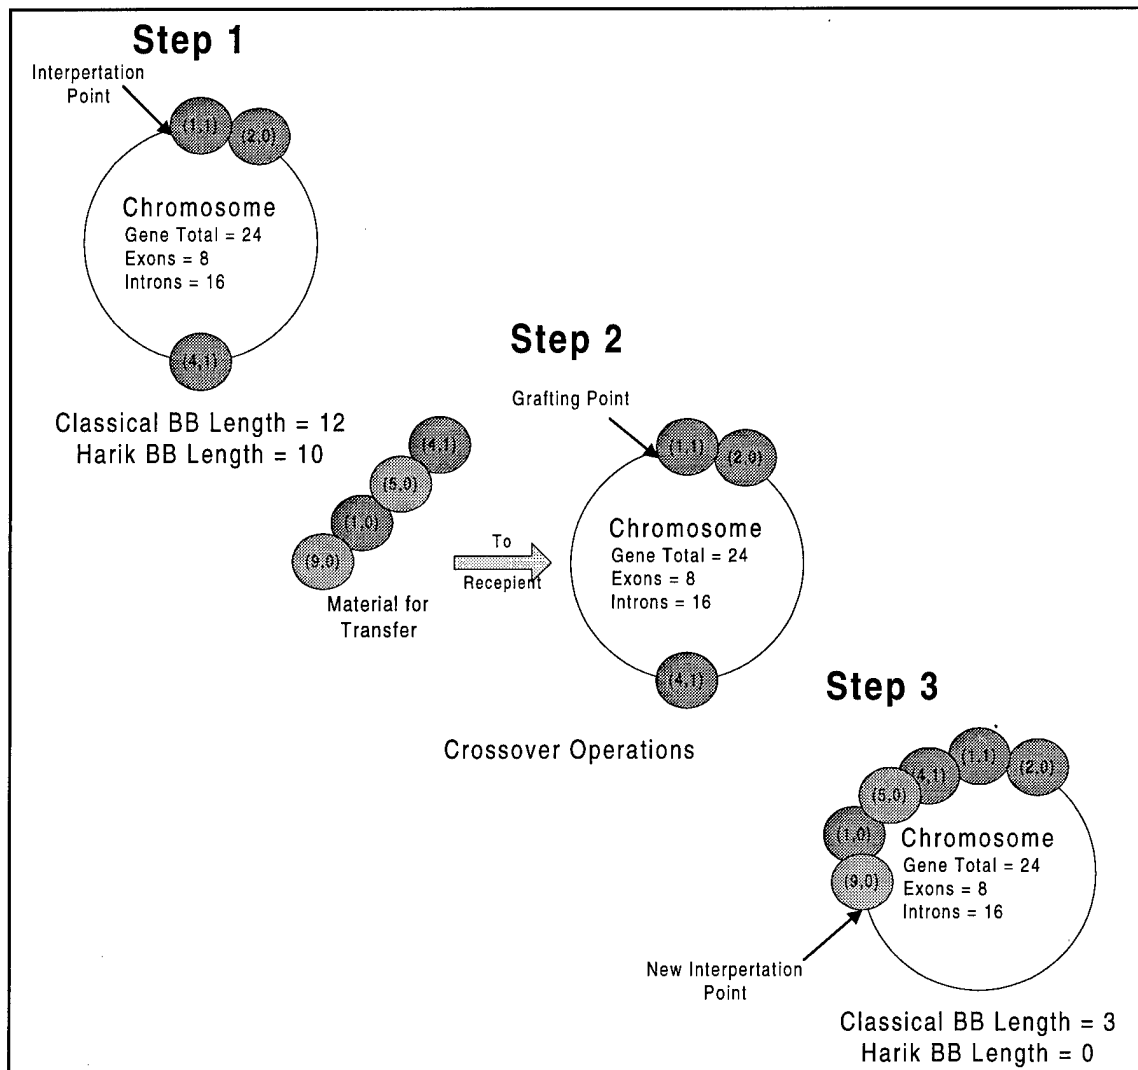 Step 1
Interpertation
Point
(1,1)
(2,0)
Chromosome
Gene Total = 24
Exons = 8
Introns = 16
(4,1)
Classical BB Length = 12
Harik BB Length = 10
Step 2
Grafting Point
(4,1)
(5,0)
(1,0)
(9,0)
Material for
Transfer
To
Recepient
(1,1)
(2,0)
Chromosome
Gene Total = 24
Exons = 8
Introns = 16
(4,1)
Crossover Operations
Step 3
(1,1)
(2,0)
(4,1)
(5,0)
(1,0)
(9,0)
Chromosome
Gene Total = 24
Exons = 8
Introns = 16
New Interpertation
Point
Classical BB Length = 3
Harik BB Length = 0